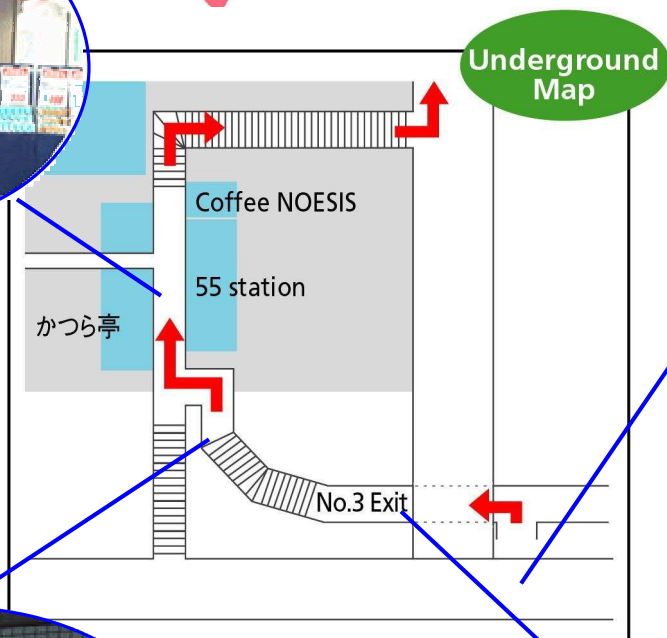 Underground
Map
Coffee NOESIS
55 station
かつら亭
No.3 Exit